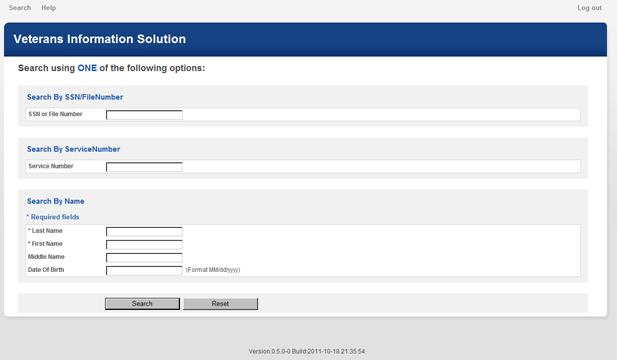 Search Help Log out
Veterans Information Solution
Search using ONE of the following options:
Search By SSN/FileNumber
SSN or File Number
Search By ServiceNumber
Service Number
Search By Name
* Required fields
* Last Name
* First Name
Middle Name
Date Of Birth (Format MM/dd/yyyy)
Search Reset
Version:0.5.0-0 Build:2011-10-18 21:35:54